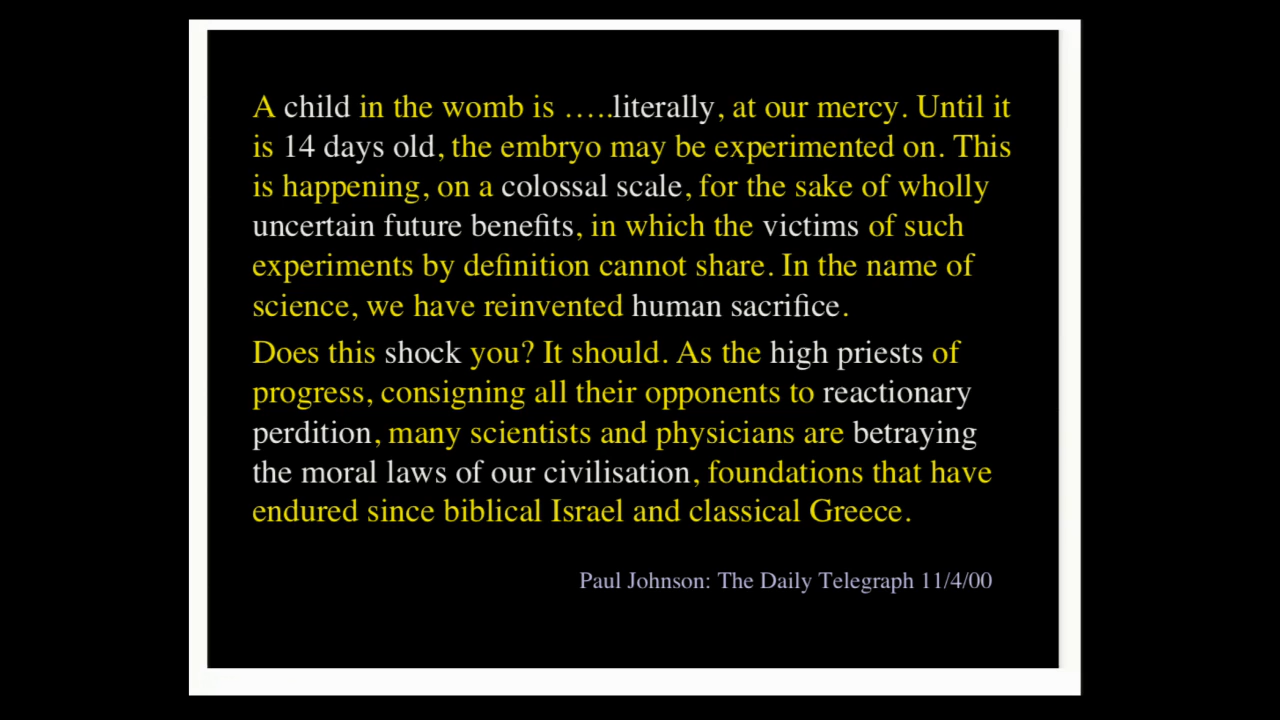 A child in the womb is …..literally, at our mercy. Until it
is 14 days old, the embryo may be experimented on. This
is happening, on a colossal scale, for the sake of wholly
uncertain future benefits, in which the victims of such
experiments by definition cannot share. In the name of
science, we have reinvented human sacrifice.
Does this shock you? It should. As the high priests of
progress, consigning all their opponents to reactionary
perdition, many scientists and physicians are betraying
the moral laws of our civilisation, foundations that have
endured since biblical Israel and classical Greece.
Paul Johnson: The Daily Telegraph 11/4/00